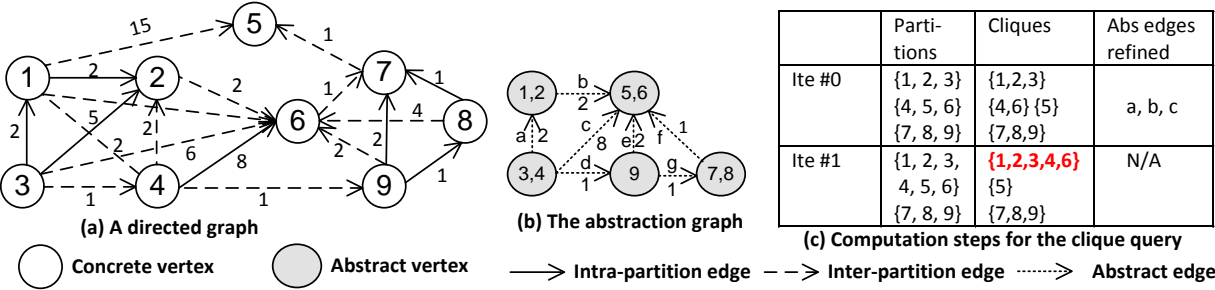 15
5
1
1
2
2
7
1
2
1
4
6
8
5
2
2
2
2
6
8
2
3
4
9
1
1
1
(a) A directed graph
1,2
b
5,6
2
c
a
2
8
e
2
f
1
3,4
d
9
g
7,8
1
1
(b) The abstraction graph
Parti-
tions
Cliques
Abs edges
refined
Ite #0
{1, 2, 3}
{4, 5, 6}
{7, 8, 9}
{1,2,3}
{4,6} {5}
{7,8,9}
a, b, c
Ite #1
{1, 2, 3,
4, 5, 6}
{7, 8, 9}
{1,2,3,4,6}
{5}
{7,8,9}
N/A
(c) Computation steps for the clique query
Concrete vertex
Abstract vertex
Intra-partition edge
Inter-partition edge
Abstract edge